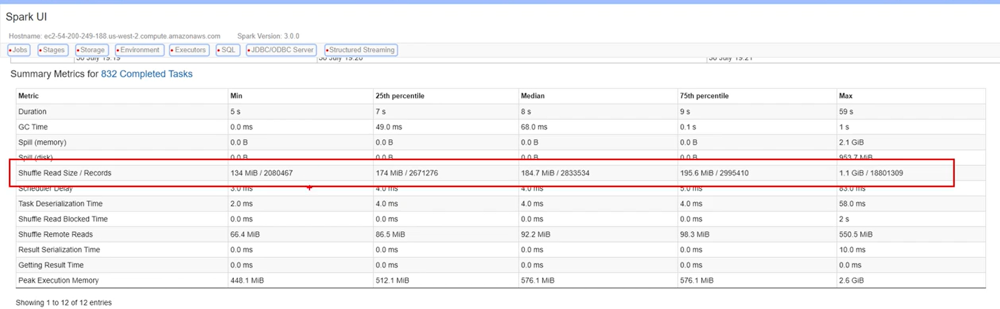 Spark UI
Hostname: ec2-54-200-249-188.us-west-2.compute.amazonaws.com Spark Version: 3.0.0
Jobs Stages Storage Environment Executors SQL JDBC/ODBC Server Structured Streaming
30 July 19:19 30 July 19:20 30 July 19:21
Summary Metrics for 832 Completed Tasks
Metric Min 25th percentile Median 75th percentile Max
Duration 5 s 7 s 8 s 9 s 59 s
GC Time 0.0 ms 49.0 ms 68.0 ms 0.1 s 1 s
Spill (memory) 0.0 B 0.0 B 0.0 B 0.0 B 2.1 GiB
Spill (disk) 0.0 B 0.0 B 0.0 B 0.0 B 953.7 MiB
Shuffle Read Size / Records 134 MiB / 2080467 174 MiB / 2671276 184.7 MiB / 2833534 195.6 MiB / 2995410 1.1 GiB / 18801309
Scheduler Delay 3.0 ms 4.0 ms 4.0 ms 5.0 ms 83.0 ms
Task Deserialization Time 2.0 ms 4.0 ms 4.0 ms 4.0 ms 58.0 ms
Shuffle Read Blocked Time 0.0 ms 0.0 ms 0.0 ms 0.0 ms 2 s
Shuffle Remote Reads 66.4 MiB 86.5 MiB 92.2 MiB 98.3 MiB 550.5 MiB
Result Serialization Time 0.0 ms 0.0 ms 0.0 ms 0.0 ms 10.0 ms
Getting Result Time 0.0 ms 0.0 ms 0.0 ms 0.0 ms 0.0 ms
Peak Execution Memory 448.1 MiB 512.1 MiB 576.1 MiB 576.1 MiB 2.6 GiB
Showing 1 to 12 of 12 entries